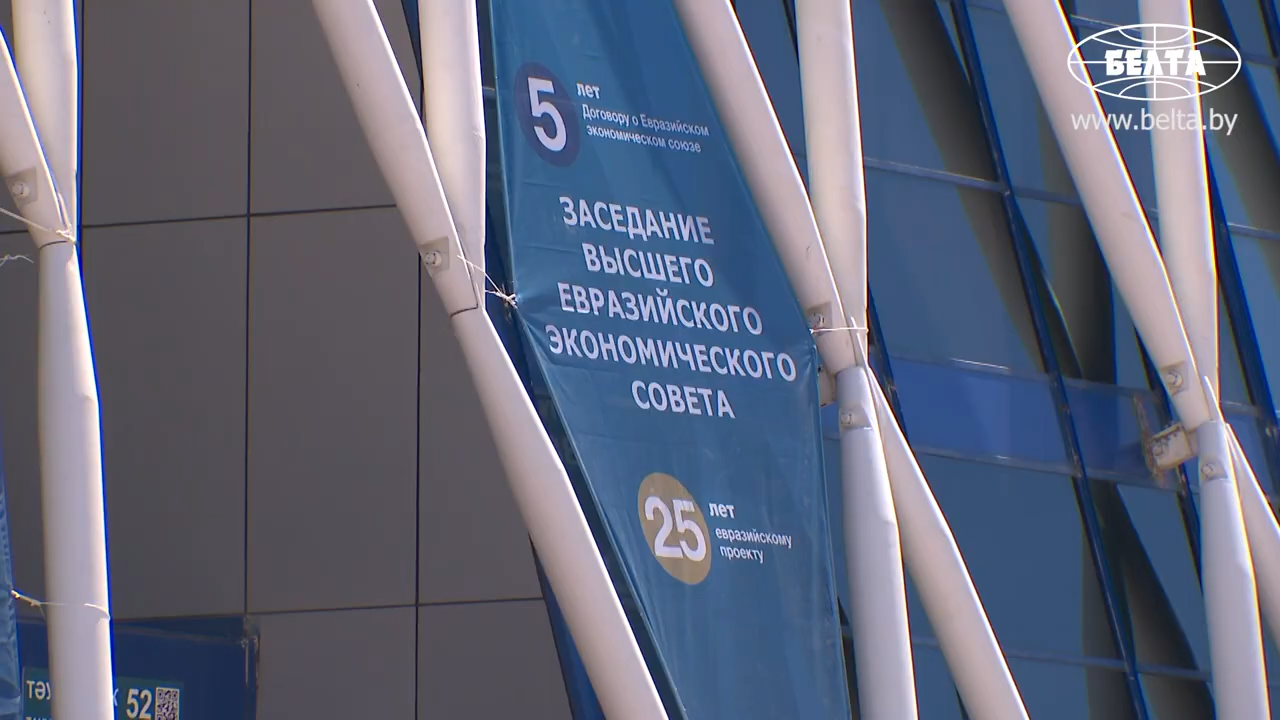 БЕЛТА
www.belta.by
5 лет
Договору о Евразийском
экономическом союзе
ЗАСЕДАНИЕ
ВЫСШЕГО
ЕВРАЗИЙСКОГО
ЭКОНОМИЧЕСКОГО
СОВЕТА
25 лет
евразийскому
проекту
52